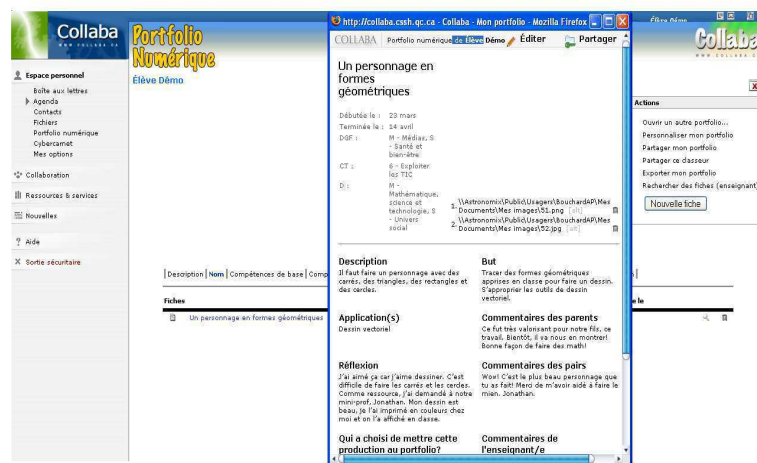 http://collaba.cssh.qc.ca - Collaba - Mon portfolio - Mozilla Firefox
Collaba
WWW.COLLABA.CA
Portfolio
Numérique
Élève Démo
Espace personnel
Boîte aux lettres
Agenda
Contacts
Fichiers
Portfolio numérique
Cybercarnet
Mes options
Collaboration
Ressources & services
Nouvelles
Aide
Sortie sécuritaire
Description | Nom | Compétences de base | Comp
Fiches
Un personnage en formes géométriques
COLLABA Portfolio numérique de Élève Démo Éditer Partager
Un personnage en
formes
géométriques
Débutée le : 23 mars
Terminée le : 14 avril
DGF : M - Médias, S
- Santé et
bien-être
CT : 6 - Exploiter
les TIC
D : M -
Mathématique,
science et
technologie, S
- Univers
social
1. \\Astronomix\Public\Usagers\BouchardAP\Mes
Documents\Mes images\51.png [alt]
2. \\Astronomix\Public\Usagers\BouchardAP\Mes
Documents\Mes images\52.jpg [alt]
Description
Il faut faire un personnage avec des
carrés, des triangles, des rectangles et
des cercles.
But
Tracer des formes géométriques
apprises en classe pour faire un dessin.
S'approprier les outils de dessin
vectoriel.
Application(s)
Dessin vectoriel
Commentaires des parents
Ce fut très valorisant pour notre fils, ce
travail. Bientôt, il va nous en montrer!
Bonne façon de faire des math!
Réflexion
J'ai aimé ça car j'aime dessiner. C'est
difficile de faire les carrés et les cercles.
Comme ressource, j'ai demandé à notre
mini-prof, Jonathan. Mon dessin est
beau, je l'ai imprimé en couleurs chez
moi et on l'a affiché en classe.
Commentaires des pairs
Wow! C'est le plus beau personnage que
tu as fait! Merci de m'avoir aidé à faire le
mien. Jonathan.
Qui a choisi de mettre cette
production au portfolio?
Commentaires de
l'enseignant/e
Élève Démo
Collaba
Actions
Ouvrir un autre portfolio...
Personnaliser mon portfolio
Partager mon portfolio
Partager ce classeur
Exporter mon portfolio
Rechercher des fiches (enseignant)
Nouvelle fiche
e le